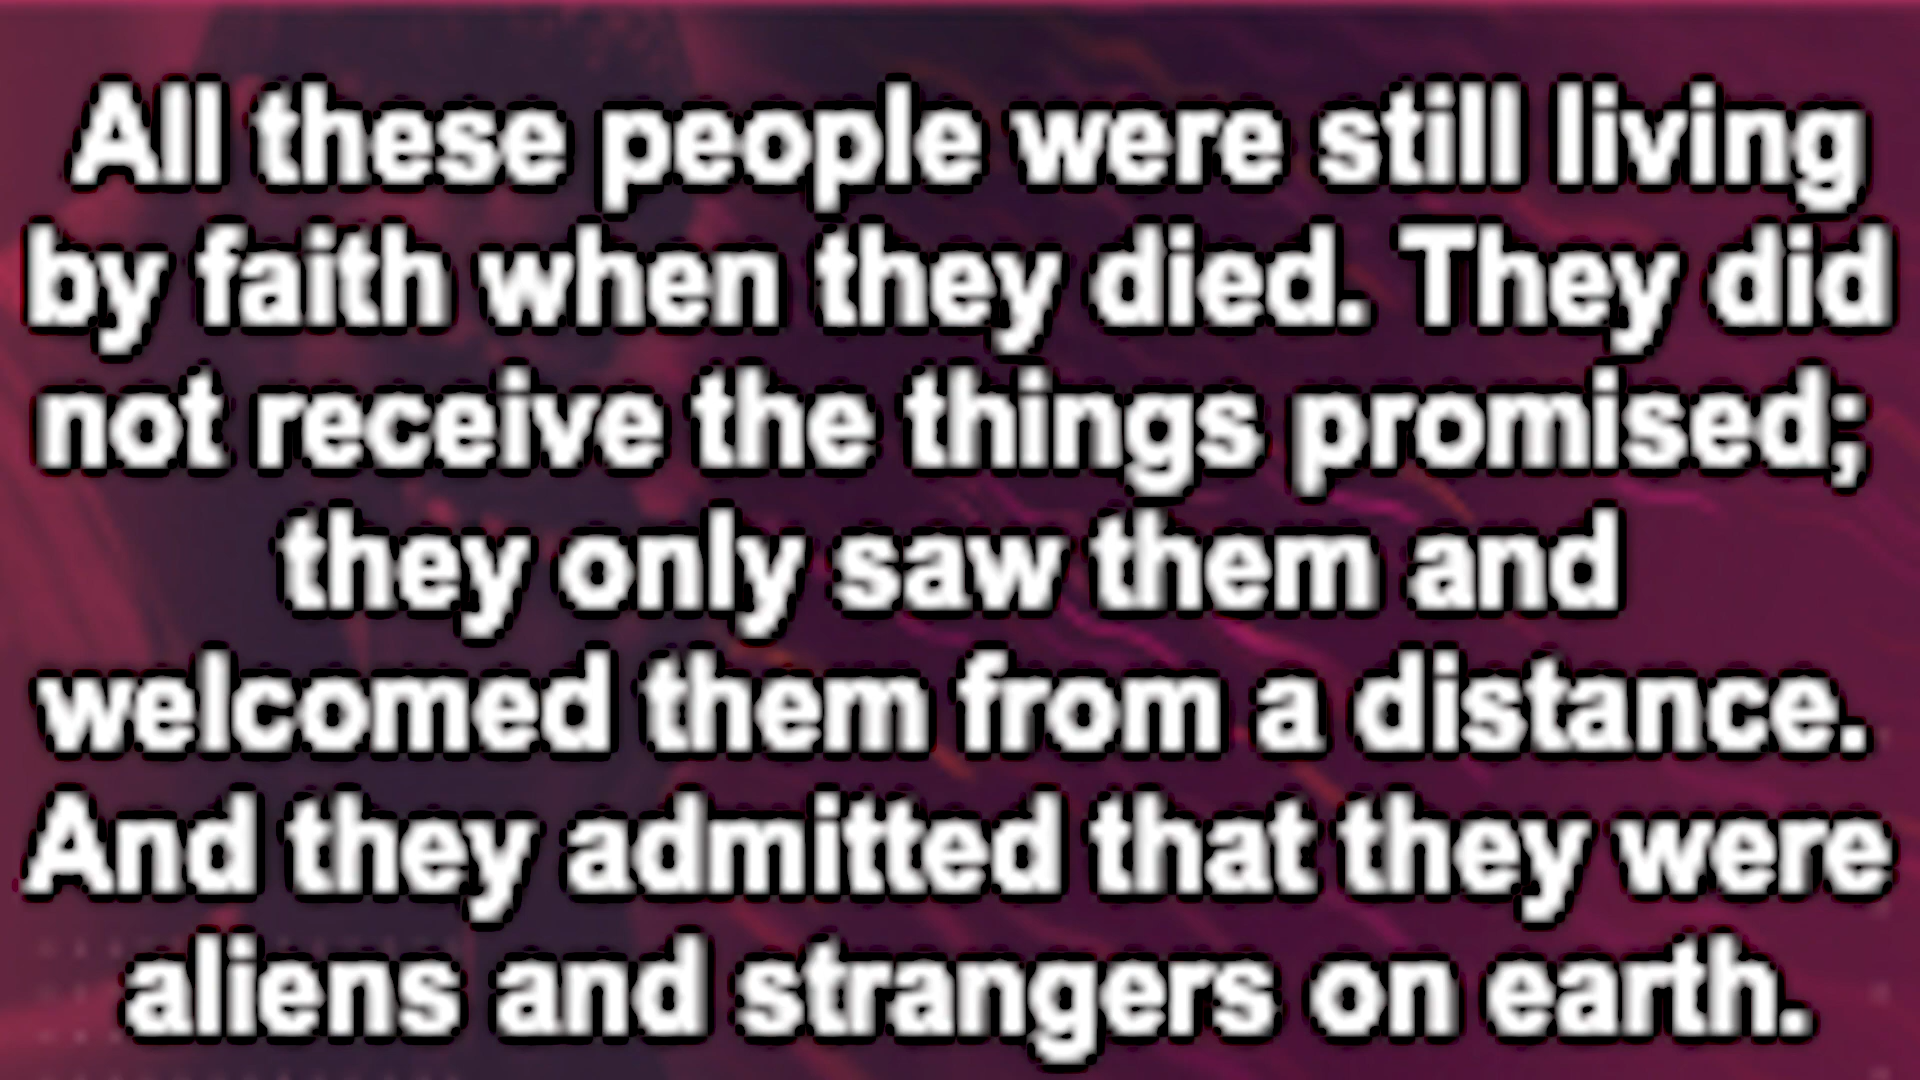 All these people were still living
by faith when they died. They did
not receive the things promised;
they only saw them and
welcomed them from a distance.
And they admitted that they were
aliens and strangers on earth.